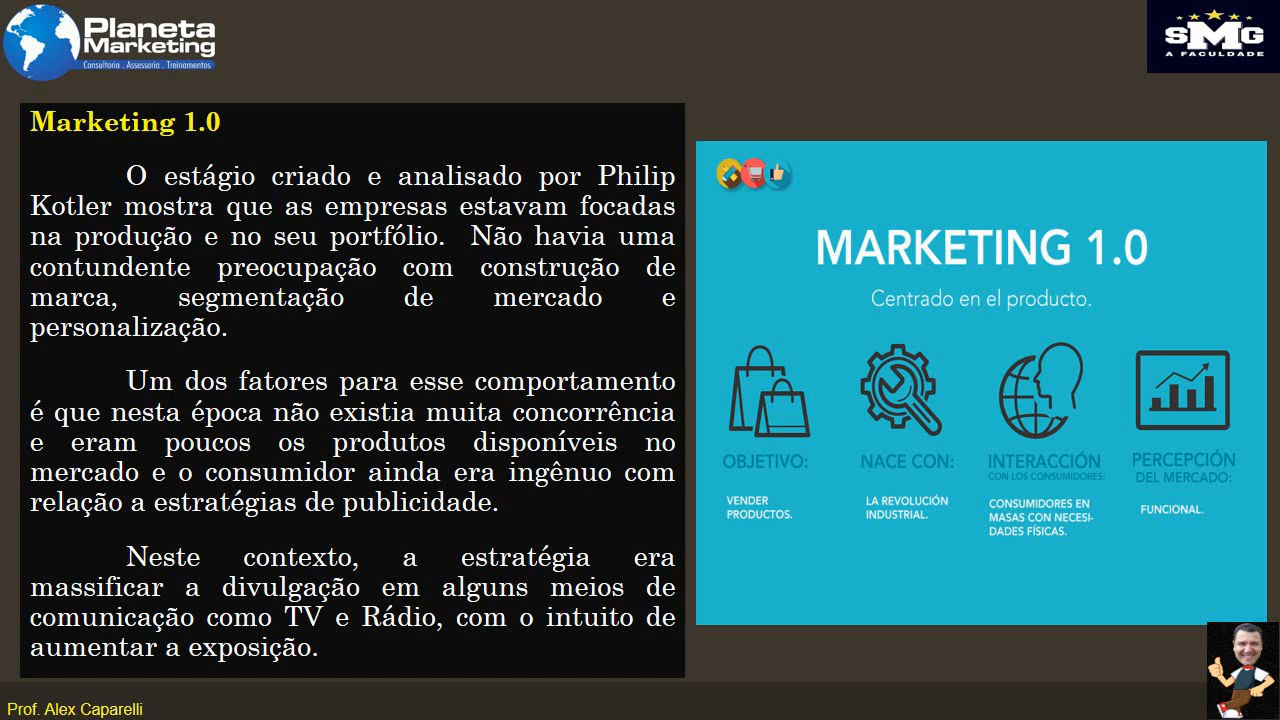 Planeta
Marketing
Consultoria . Assessoria . Treinamentos
SMG
A FACULDADE
Marketing 1.0
O estágio criado e analisado por Philip
Kotler mostra que as empresas estavam focadas
na produção e no seu portfólio. Não havia uma
contundente preocupação com construção de
marca, segmentação de mercado e
personalização.
Um dos fatores para esse comportamento
é que nesta época não existia muita concorrência
e eram poucos os produtos disponíveis no
mercado e o consumidor ainda era ingênuo com
relação a estratégias de publicidade.
Neste contexto, a estratégia era
massificar a divulgação em alguns meios de
comunicação como TV e Rádio, com o intuito de
aumentar a exposição.
MARKETING 1.0
Centrado en el producto.
OBJETIVO:
VENDER
PRODUCTOS.
NACE CON:
LA REVOLUCIÓN
INDUSTRIAL.
INTERACCIÓN
CON LOS CONSUMIDORES:
CONSUMIDORES EN
MASAS CON NECESI-
DADES FÍSICAS.
PERCEPCIÓN
DEL MERCADO:
FUNCIONAL.
Prof. Alex Caparelli